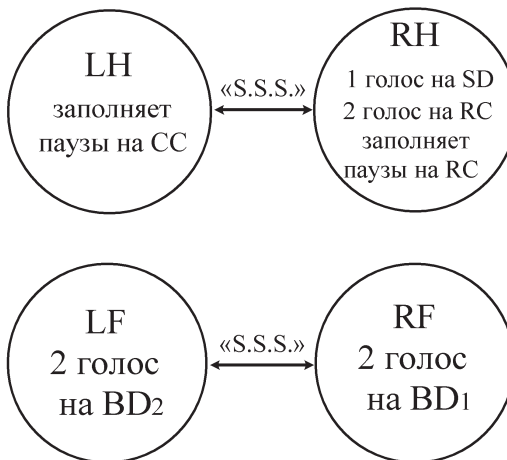 LH
заполняет
паузы на СС
«S.S.S.»
RH
1 голос на SD
2 голос на RC
заполняет
паузы на RC
LF
2 голос
на BD2
«S.S.S.»
RF
2 голос
на BD1